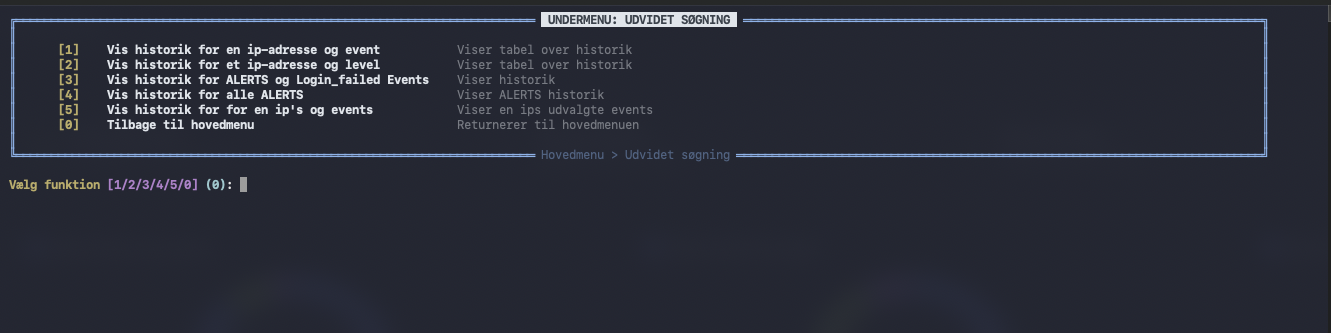 UNDERMENU: UDVIDET SØGNING
[1] Vis historik for en ip-adresse og event Viser tabel over historik
[2] Vis historik for et ip-adresse og level Viser tabel over historik
[3] Vis historik for ALERTS og Login_failed Events Viser historik
[4] Vis historik for alle ALERTS Viser ALERTS historik
[5] Vis historik for for en ip's og events Viser en ips udvalgte events
[0] Tilbage til hovedmenu Returnerer til hovedmenuen
Hovedmenu > Udvidet søgning
Vælg funktion [1/2/3/4/5/0] (0):